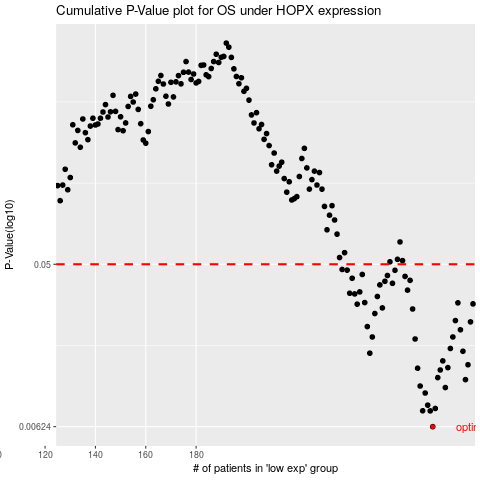 Cumulative P-Value plot for OS under HOPX expression
P-Value(log10)
0.05
0.00624
optim
0 120 140 160 180
# of patients in 'low exp' group